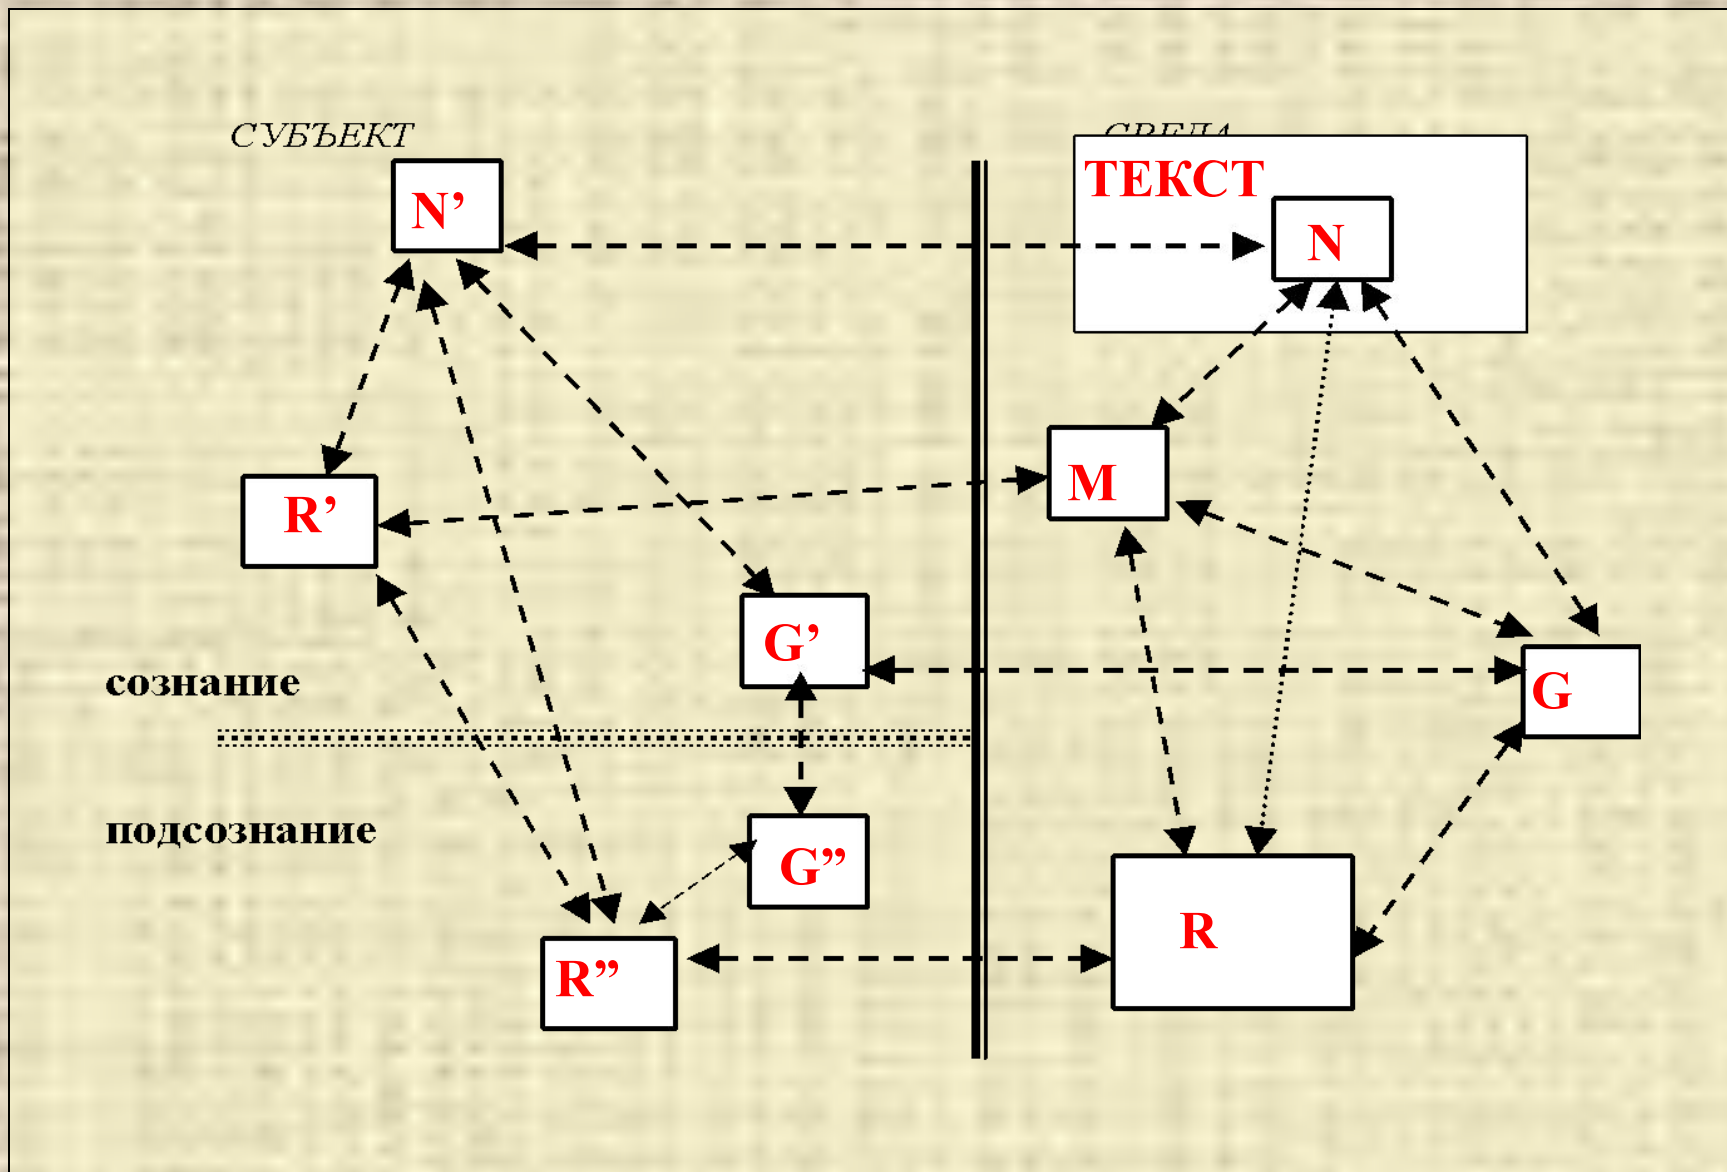 СУБЪЕКТ
ТЕКСТ
N’
N
M
R’
G’
сознание
G
подсознание
G”
R
R”